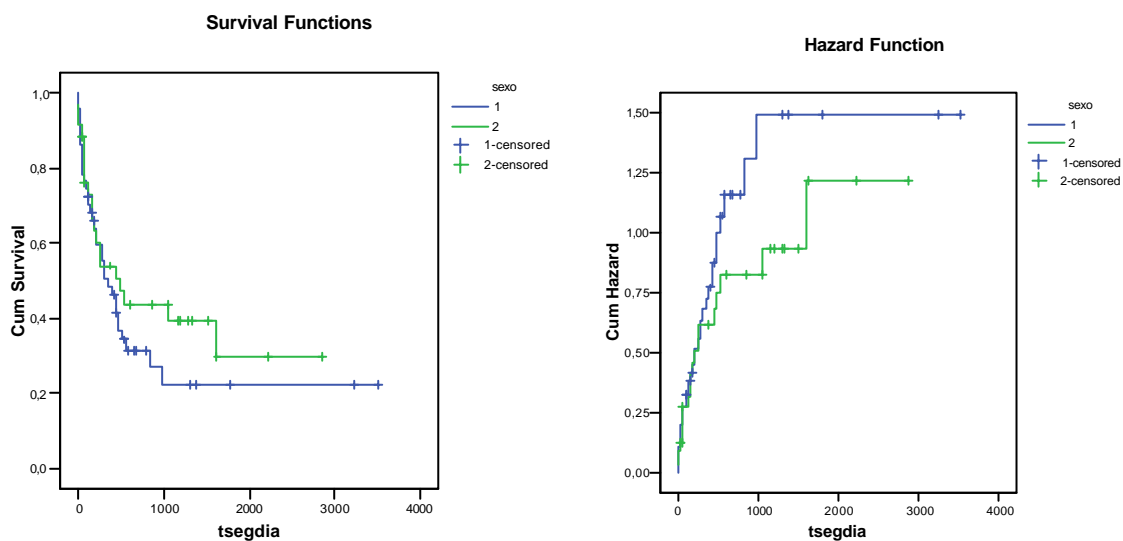 Survival Functions
Cum Survival
1,0
0,8
0,6
0,4
0,2
0,0
0
1000
2000
3000
4000
tsegdia
sexo
1
2
1-censored
2-censored
Hazard Function
Cum Hazard
1,50
1,25
1,00
0,75
0,50
0,25
0,00
0
1000
2000
3000
4000
tsegdia
sexo
1
2
1-censored
2-censored